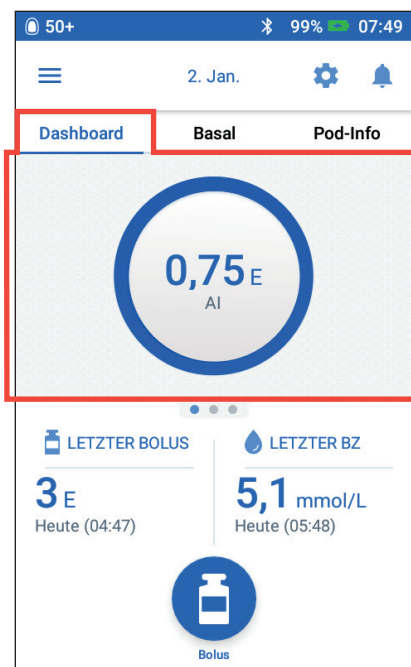 50+ 99% 07:49
2. Jan.
Dashboard Basal Pod-Info
0,75 E
AI
LETZTER BOLUS LETZTER BZ
3 E 5,1 mmol/L
Heute (04:47) Heute (05:48)
Bolus